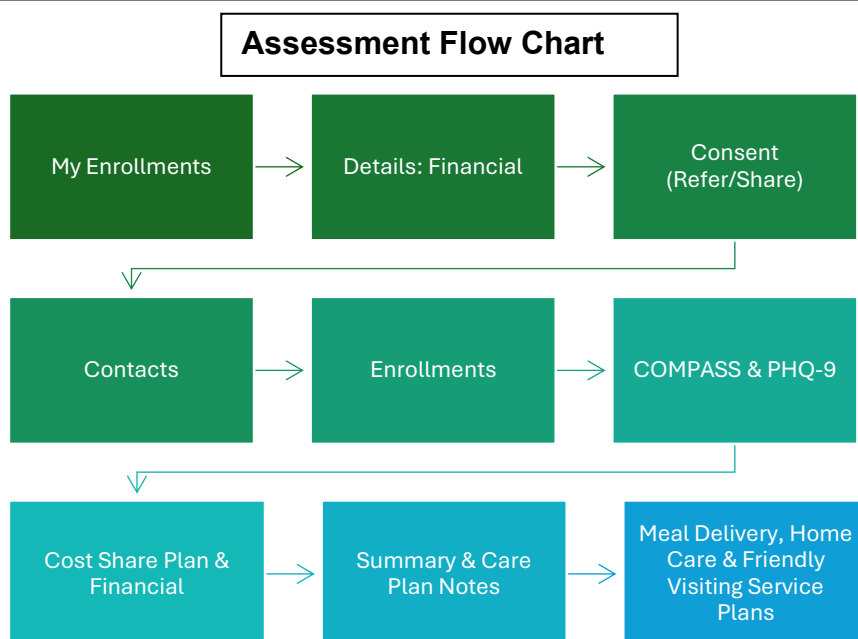 Assessment Flow Chart
My Enrollments
Details: Financial
Consent
(Refer/Share)
Contacts
Enrollments
COMPASS & PHQ-9
Cost Share Plan &
Financial
Summary & Care
Plan Notes
Meal Delivery, Home
Care & Friendly
Visiting Service
Plans